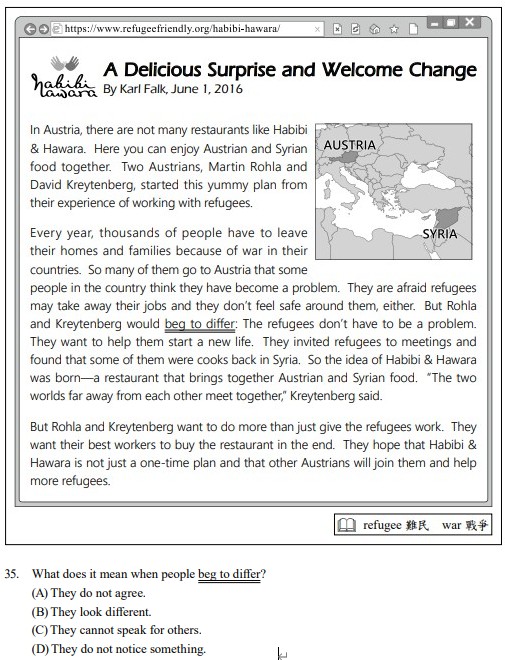 https://www.refugeefriendly.org/habibi-hawara/
habibi
hawara
A Delicious Surprise and Welcome Change
By Karl Falk, June 1, 2016
In Austria, there are not many restaurants like Habibi
& Hawara. Here you can enjoy Austrian and Syrian
food together. Two Austrians, Martin Rohla and
David Kreytenberg, started this yummy plan from
their experience of working with refugees.
AUSTRIA
SYRIA
Every year, thousands of people have to leave
their homes and families because of war in their
countries. So many of them go to Austria that some
people in the country think they have become a problem. They are afraid refugees
may take away their jobs and they don't feel safe around them, either. But Rohla
and Kreytenberg would beg to differ: The refugees don't have to be a problem.
They want to help them start a new life. They invited refugees to meetings and
found that some of them were cooks back in Syria. So the idea of Habibi & Hawara
was born—a restaurant that brings together Austrian and Syrian food. “The two
worlds far away from each other meet together,” Kreytenberg said.
But Rohla and Kreytenberg want to do more than just give the refugees work. They
want their best workers to buy the restaurant in the end. They hope that Habibi &
Hawara is not just a one-time plan and that other Austrians will join them and help
more refugees.
refugee 難民 war 戰爭
35. What does it mean when people beg to differ?
(A) They do not agree.
(B) They look different.
(C) They cannot speak for others.
(D) They do not notice something.